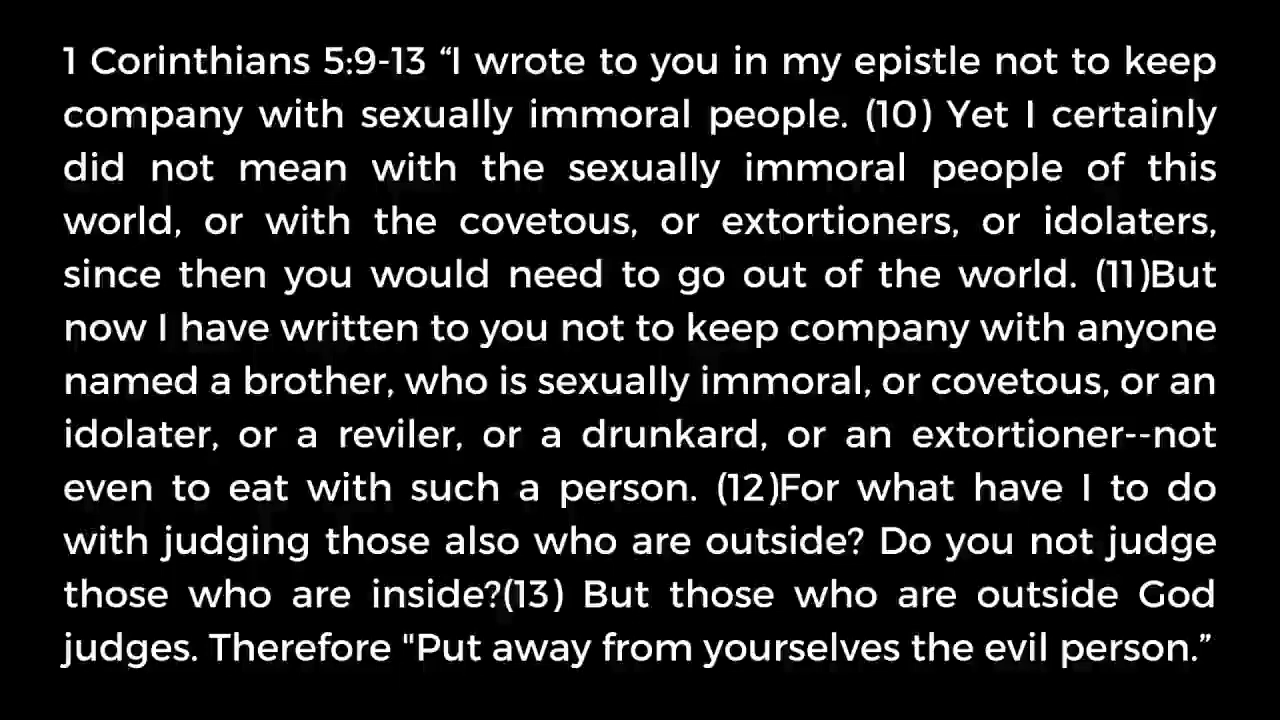 1 Corinthians 5:9-13 “I wrote to you in my epistle not to keep
company with sexually immoral people. (10) Yet I certainly
did not mean with the sexually immoral people of this
world, or with the covetous, or extortioners, or idolaters,
since then you would need to go out of the world. (11)But
now I have written to you not to keep company with anyone
named a brother, who is sexually immoral, or covetous, or an
idolater, or a reviler, or a drunkard, or an extortioner--not
even to eat with such a person. (12)For what have I to do
with judging those also who are outside? Do you not judge
those who are inside?(13) But those who are outside God
judges. Therefore "Put away from yourselves the evil person.”